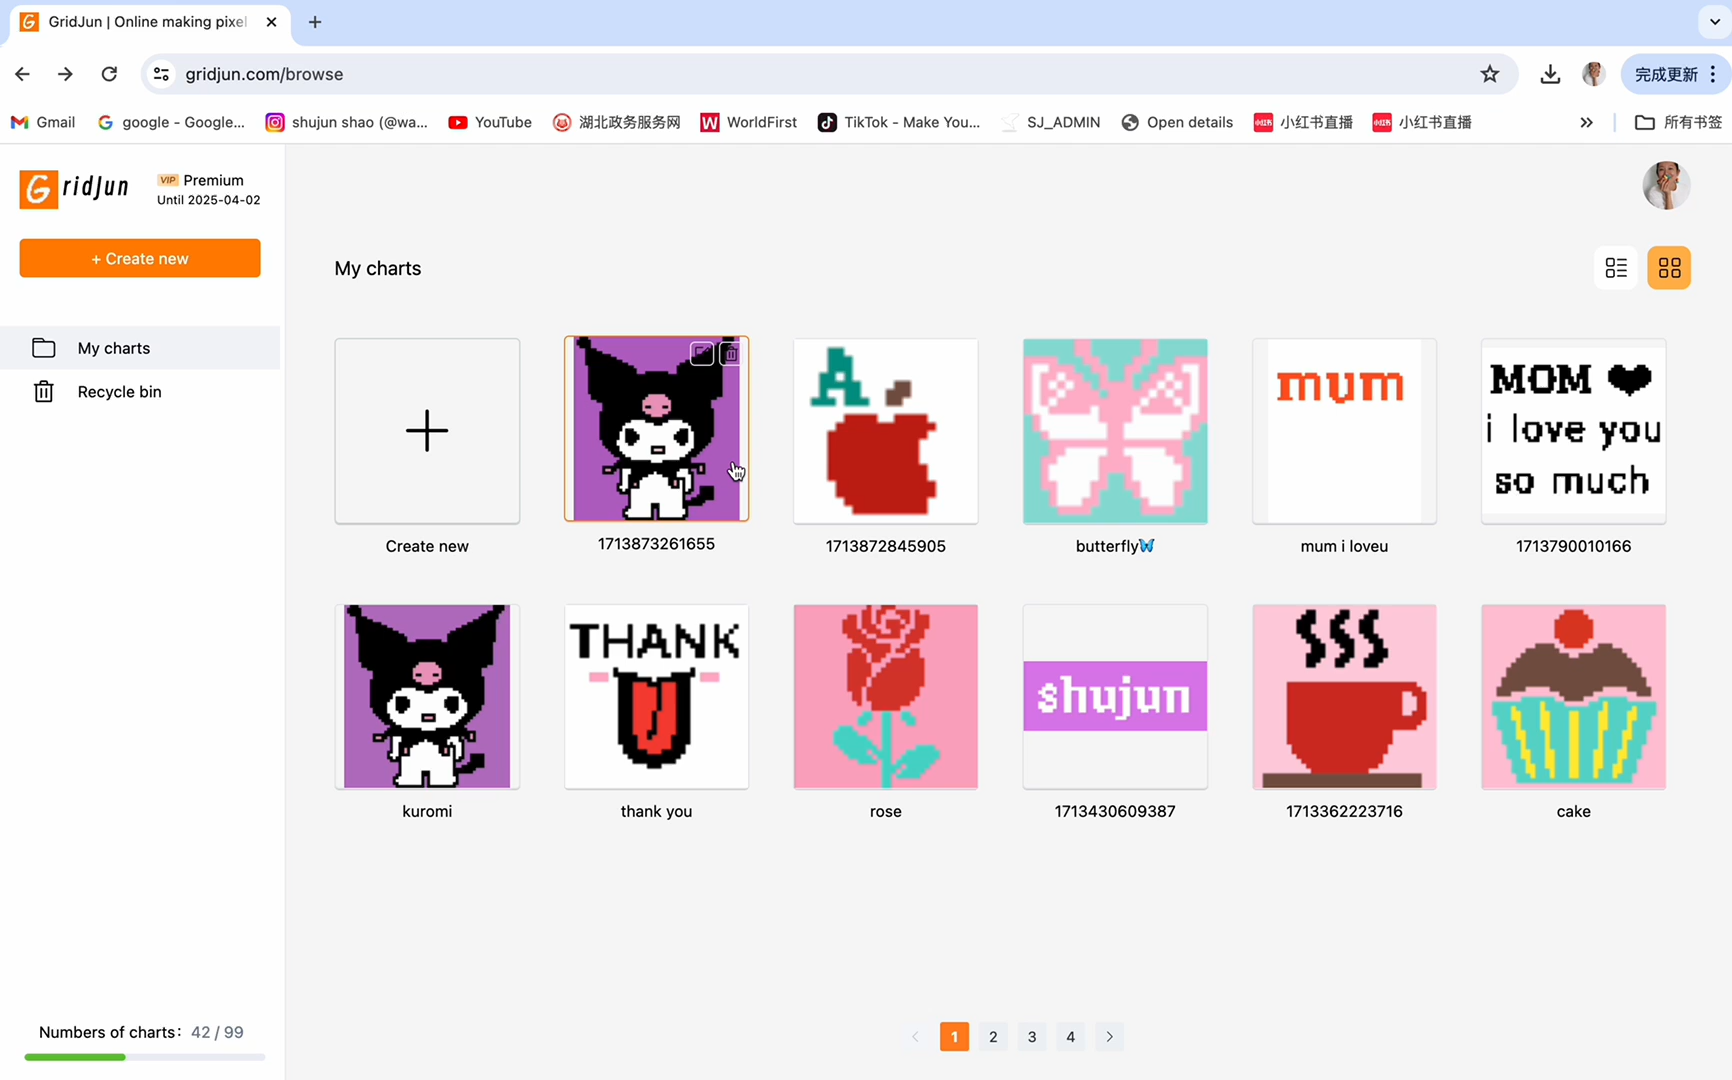 GridJun | Online making pixel
gridjun.com/browse
完成更新
Gmail
google - Google...
shujun shao (@wa...
YouTube
湖北政务服务网
WorldFirst
TikTok - Make You...
SJ_ADMIN
Open details
小红书直播
小红书直播
所有书签
GridJun
VIP Premium
Until 2025-04-02
+ Create new
My charts
Recycle bin
My charts
A
mum
MOM
i love you
so much
Create new
1713873261655
1713872845905
butterfly🦋
mum i loveu
1713790010166
THANK
shujun
kuromi
thank you
rose
1713430609387
1713362223716
cake
Numbers of charts: 42 / 99
1 2 3 4